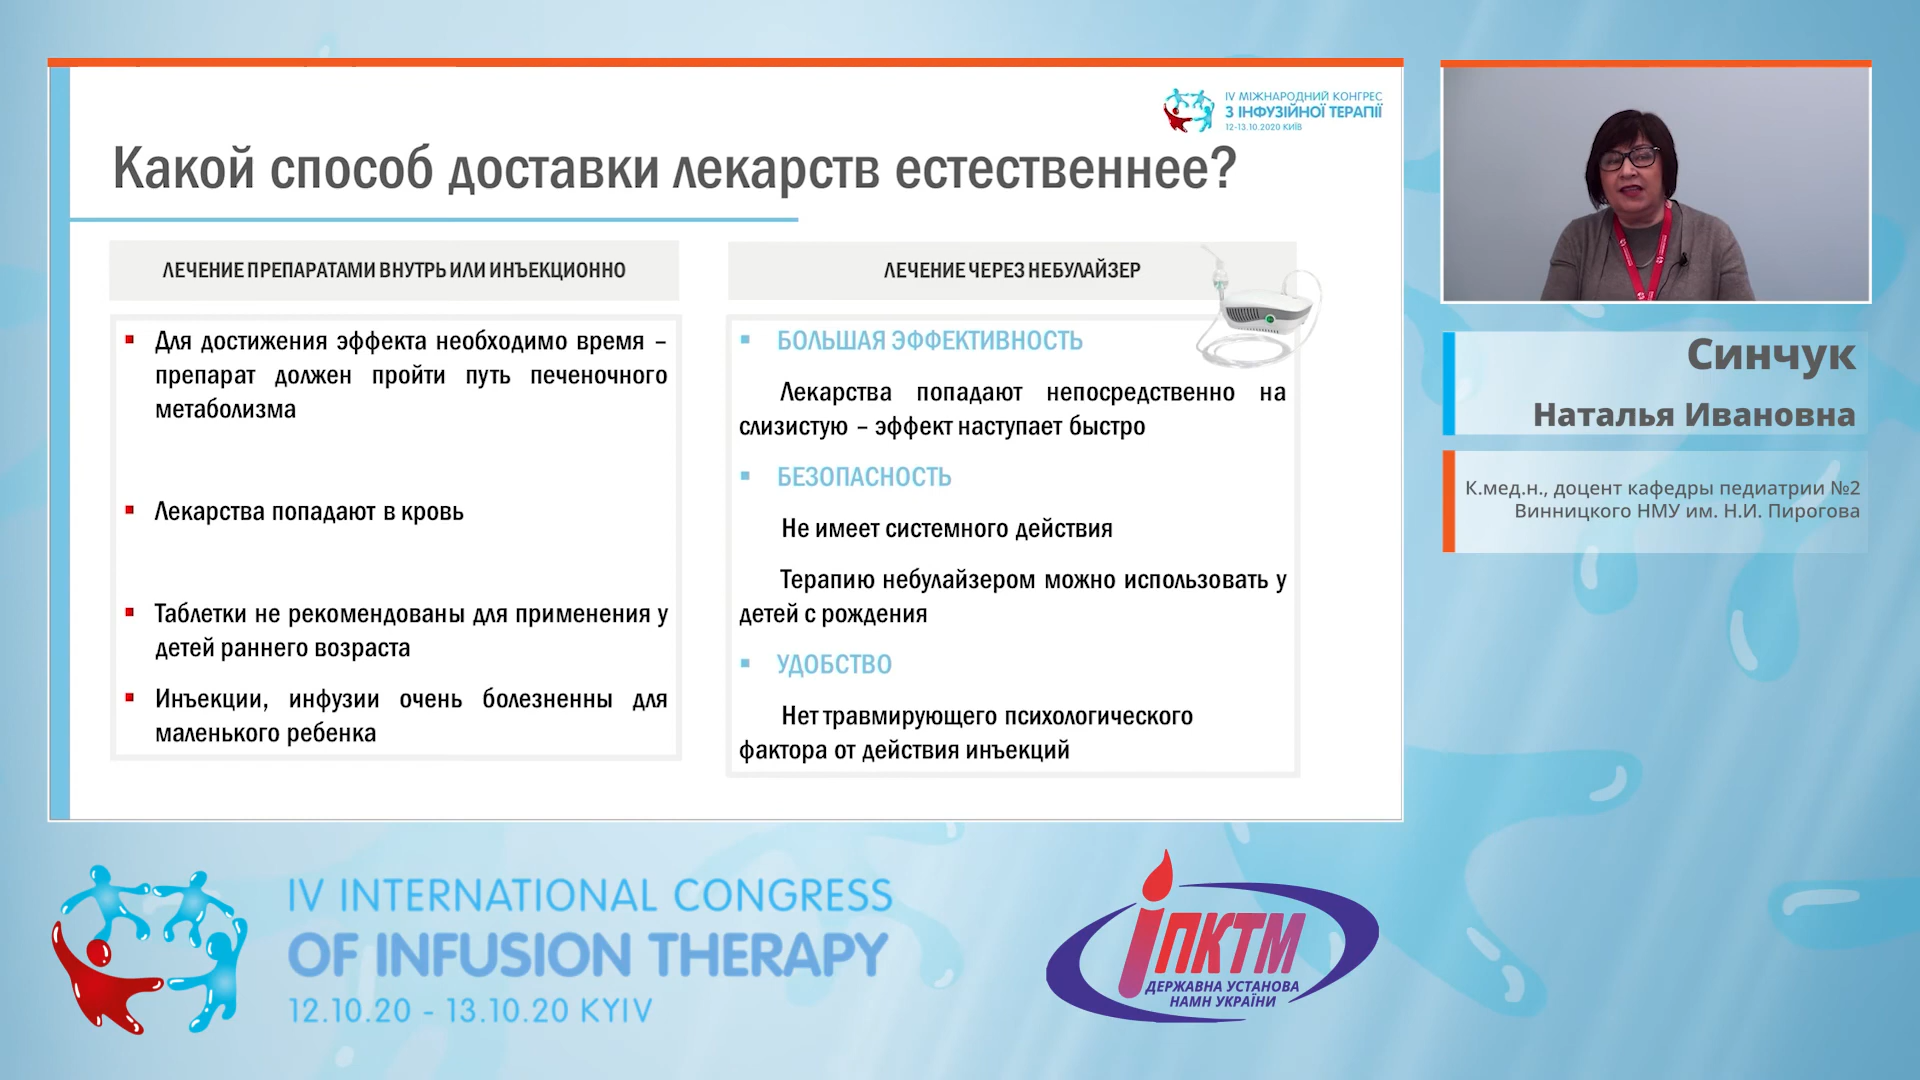 IV МІЖНАРОДНИЙ КОНГРЕС
З ІНФУЗІЙНОЇ ТЕРАПІЇ
12-13.10.2020 КИЇВ
Какой способ доставки лекарств естественнее?
ЛЕЧЕНИЕ ПРЕПАРАТАМИ ВНУТРЬ ИЛИ ИНЪЕКЦИОННО
Для достижения эффекта необходимо время –
препарат должен пройти путь печеночного
метаболизма
Лекарства попадают в кровь
Таблетки не рекомендованы для применения у
детей раннего возраста
Инъекции, инфузии очень болезненны для
маленького ребенка
ЛЕЧЕНИЕ ЧЕРЕЗ НЕБУЛАЙЗЕР
БОЛЬШАЯ ЭФФЕКТИВНОСТЬ
Лекарства попадают непосредственно на
слизистую – эффект наступает быстро
БЕЗОПАСНОСТЬ
Не имеет системного действия
Терапию небулайзером можно использовать у
детей с рождения
УДОБСТВО
Нет травмирующего психологического
фактора от действия инъекций
Синчук
Наталья Ивановна
К.мед.н., доцент кафедры педиатрии №2
Винницкого НМУ им. Н.И. Пирогова
IV INTERNATIONAL CONGRESS
OF INFUSION THERAPY
12.10.20 - 13.10.20 KYIV
ІПКТМ
ДЕРЖАВНА УСТАНОВА
НАМН УКРАЇНИ